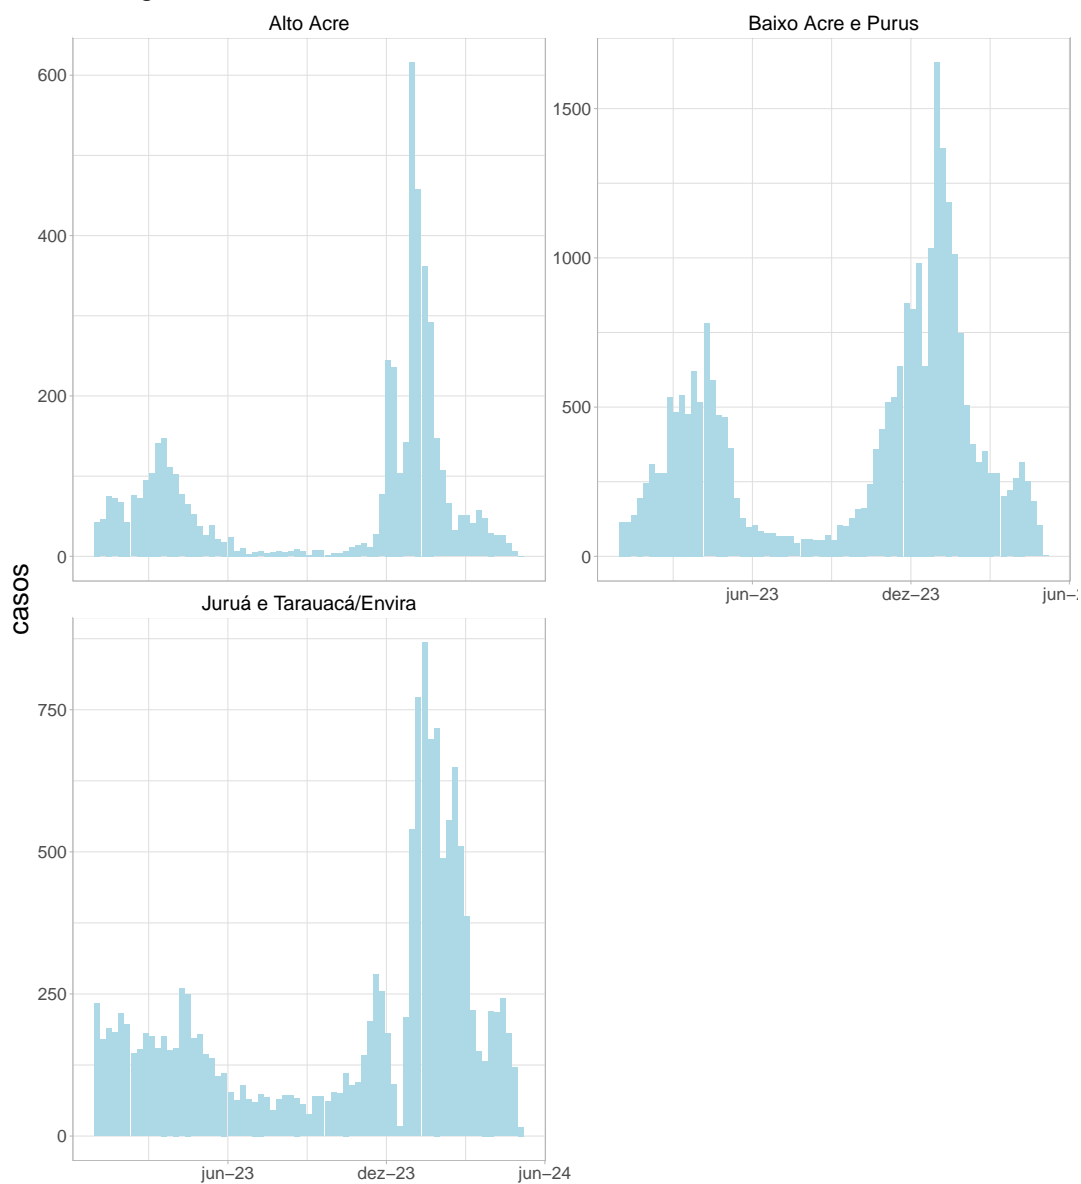 Alto Acre
Baixo Acre e Purus
600
400
200
0
1500
1000
500
0
jun–23
dez–23
casos
Juruá e Tarauacá/Envira
750
500
250
0
jun–23
dez–23
jun–24